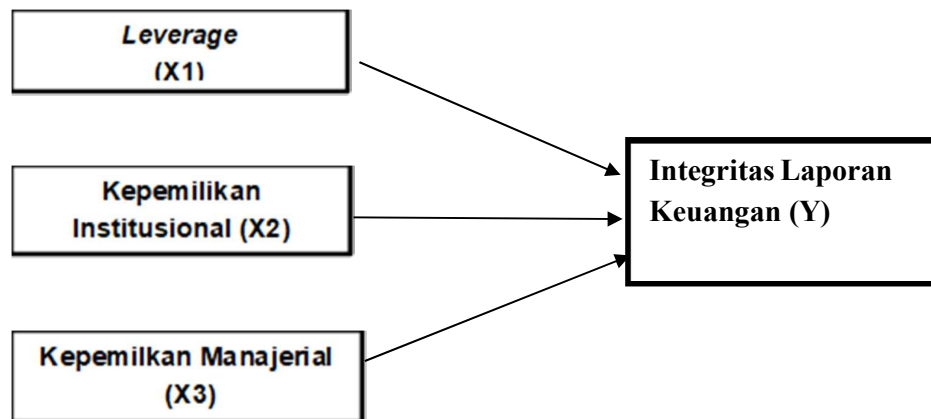 Leverage
(X1)
Kepemilikan
Institusional (X2)
Kepemilkan Manajerial
(X3)
Integritas Laporan
Keuangan (Y)